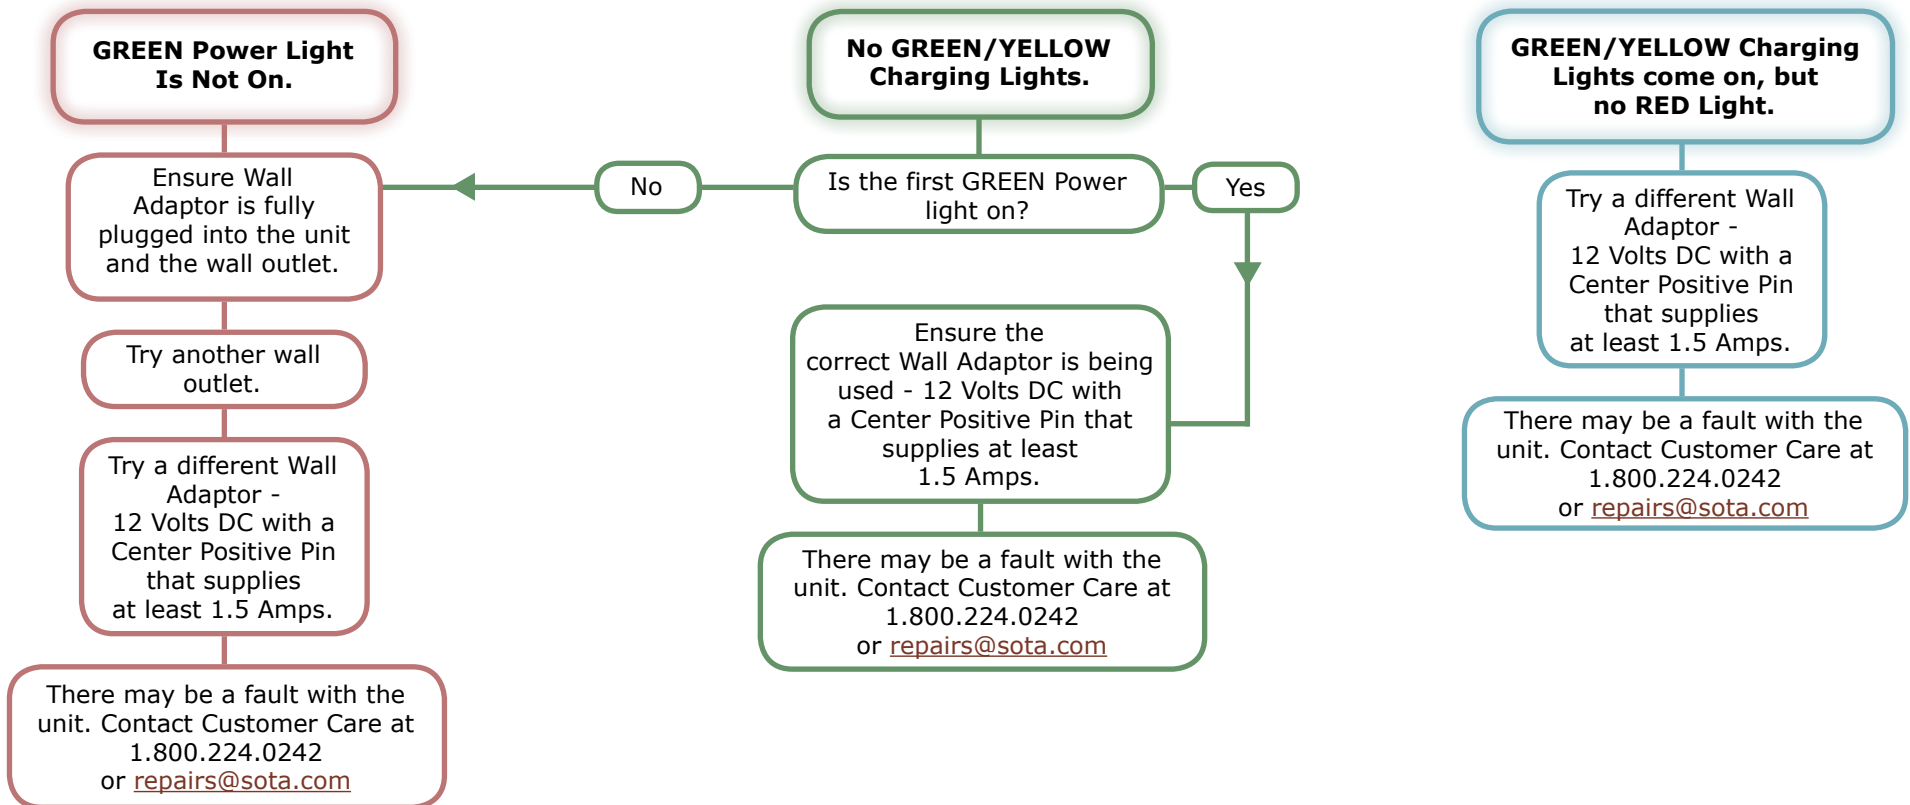 GREEN Power Light
Is Not On.
Ensure Wall
Adaptor is fully
plugged into the unit
and the wall outlet.
Try another wall
outlet.
Try a different Wall
Adaptor -
12 Volts DC with a
Center Positive Pin
that supplies
at least 1.5 Amps.
There may be a fault with the
unit. Contact Customer Care at
1.800.224.0242
or repairs@sota.com
No GREEN/YELLOW
Charging Lights.
Is the first GREEN Power
light on?
No
Yes
Ensure the
correct Wall Adaptor is being
used - 12 Volts DC with
a Center Positive Pin that
supplies at least
1.5 Amps.
There may be a fault with the
unit. Contact Customer Care at
1.800.224.0242
or repairs@sota.com
GREEN/YELLOW Charging
Lights come on, but
no RED Light.
Try a different Wall
Adaptor -
12 Volts DC with a
Center Positive Pin
that supplies
at least 1.5 Amps.
There may be a fault with the
unit. Contact Customer Care at
1.800.224.0242
or repairs@sota.com